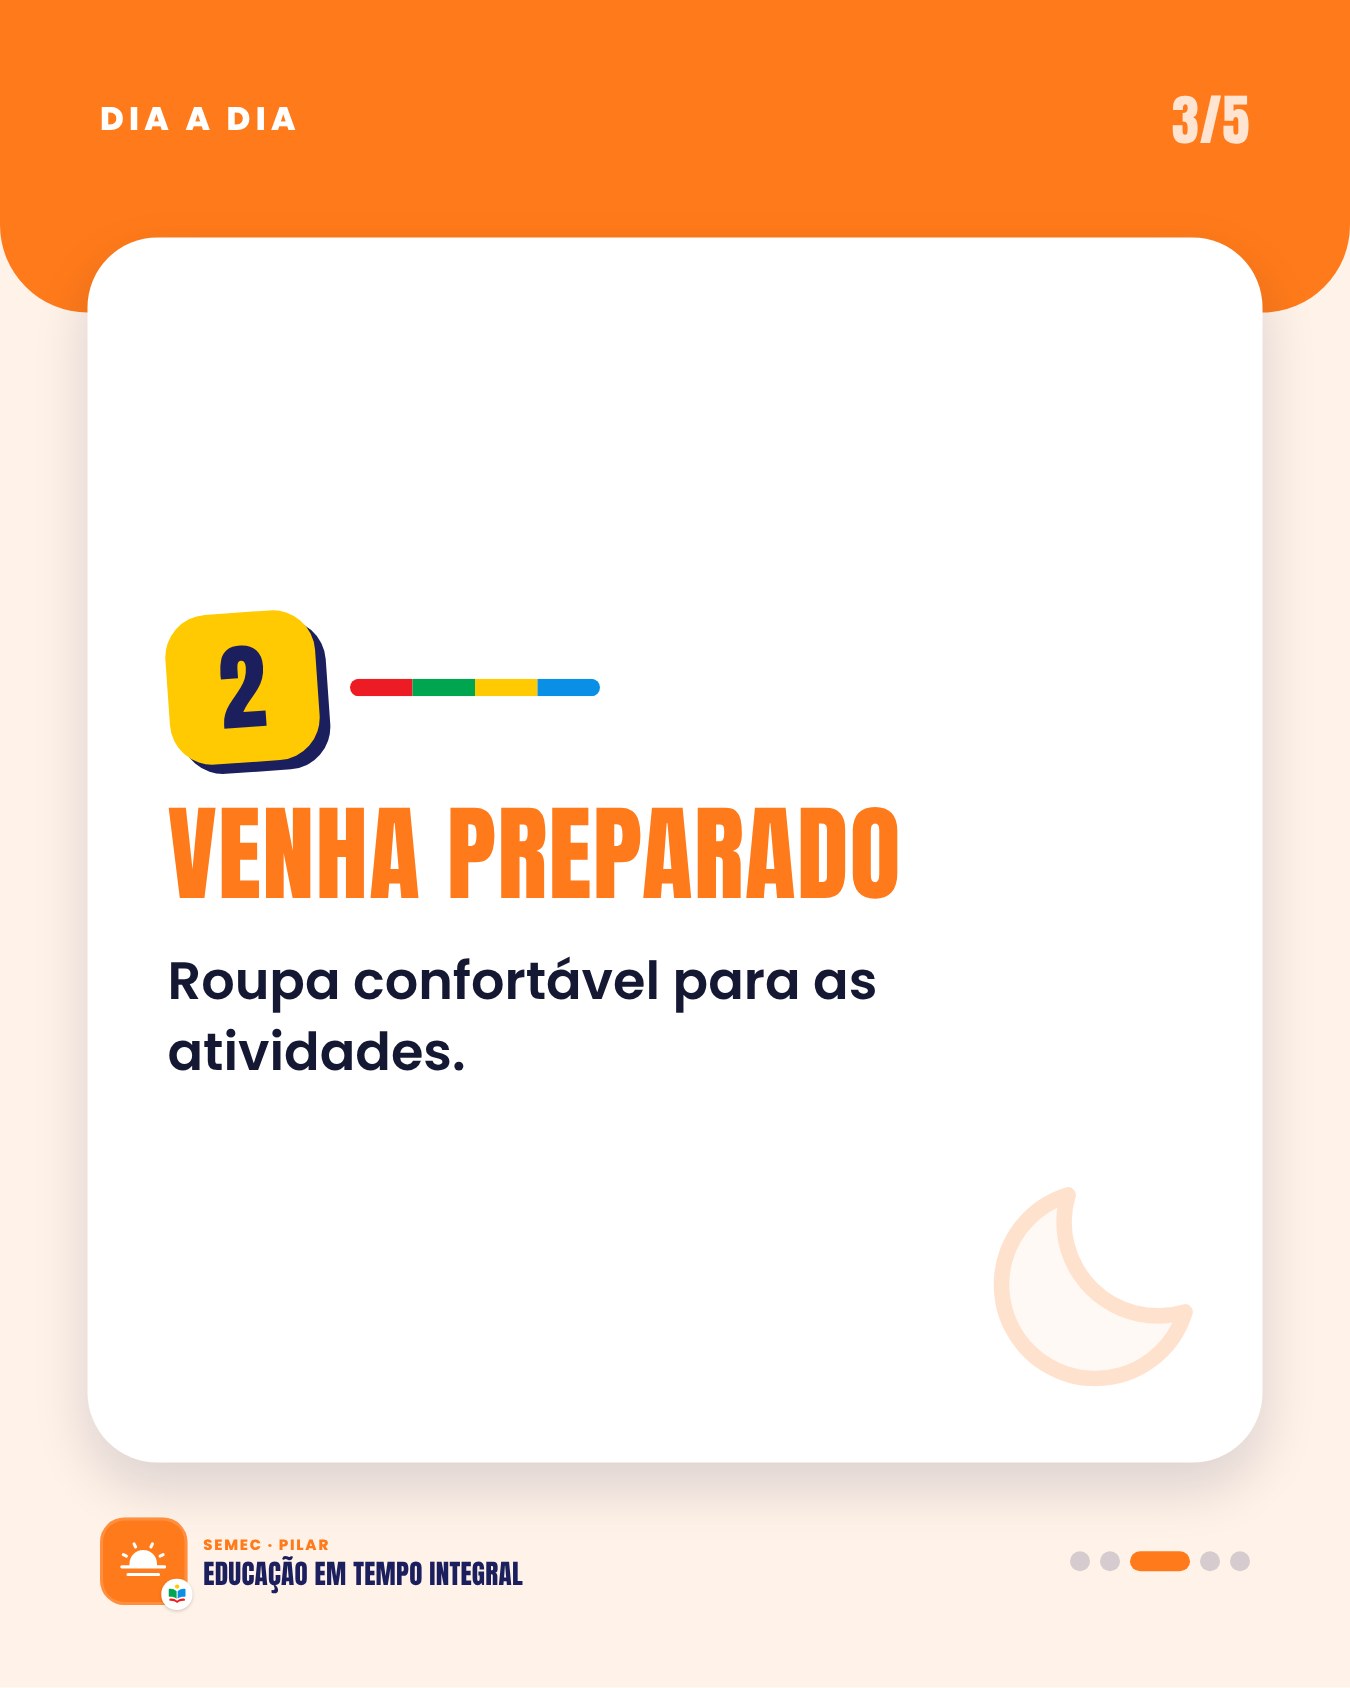 DIA A DIA
3/5
2
VENHA PREPARADO
Roupa confortável para as
atividades.
SEMEC · PILAR
EDUCAÇÃO EM TEMPO INTEGRAL